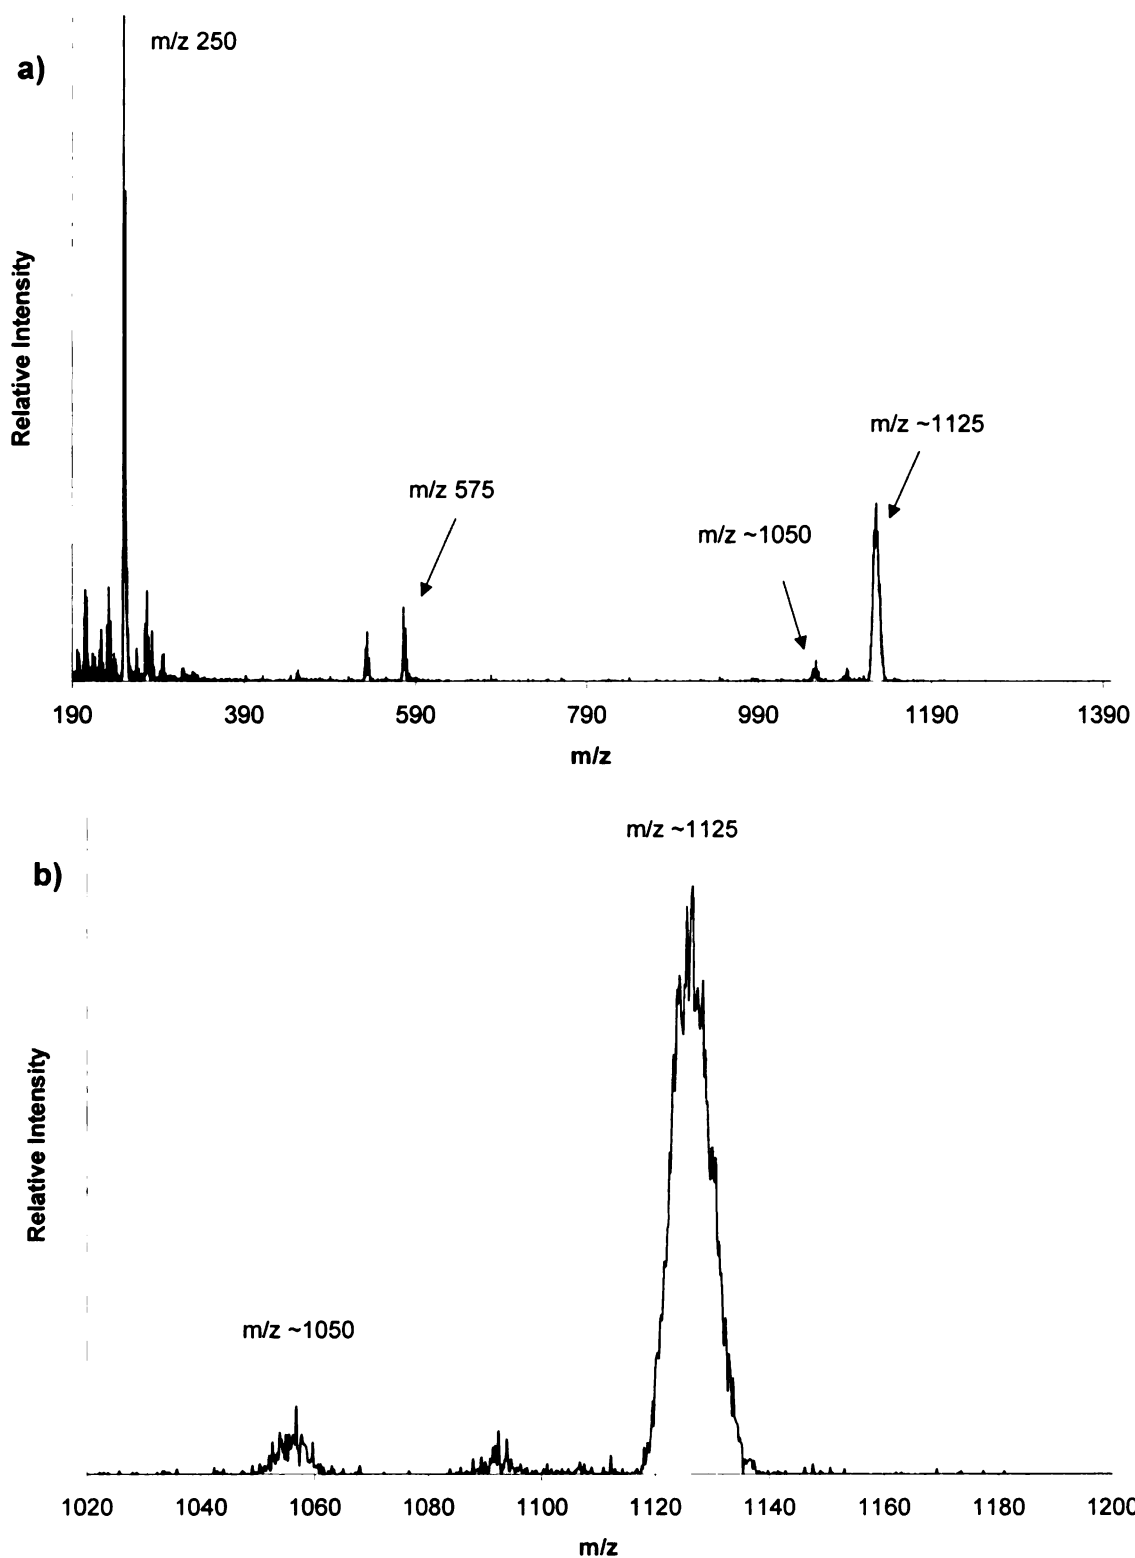 m/z 250
a)
Relative Intensity
m/z ~1125
m/z 575
m/z ~1050
190 390 590 790 990 1190 1390
m/z
m/z ~1125
b)
Relative Intensity
m/z ~1050
1020 1040 1060 1080 1100 1120 1140 1160 1180 1200
m/z